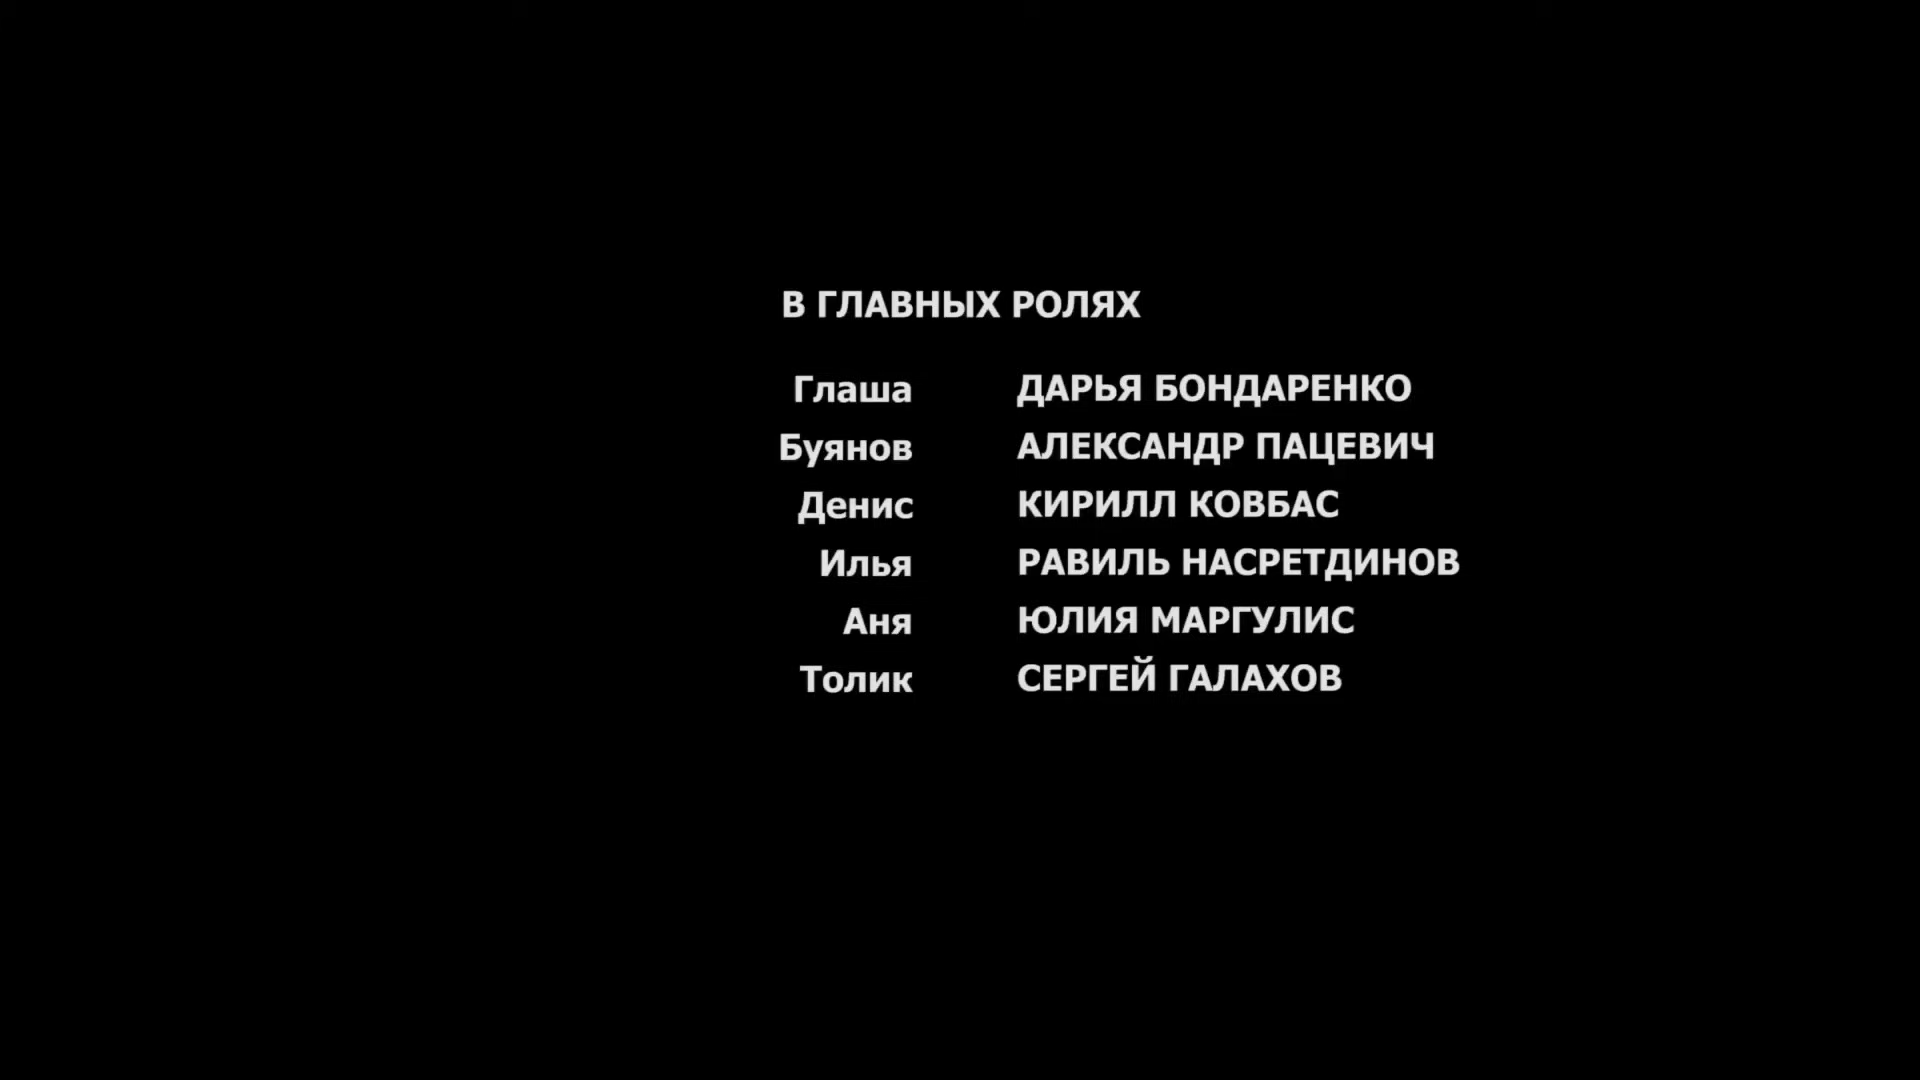 В ГЛАВНЫХ РОЛЯХ
Глаша ДАРЬЯ БОНДАРЕНКО
Буянов АЛЕКСАНДР ПАЦЕВИЧ
Денис КИРИЛЛ КОВБАС
Илья РАВИЛЬ НАСРЕТДИНОВ
Аня ЮЛИЯ МАРГУЛИС
Толик СЕРГЕЙ ГАЛАХОВ